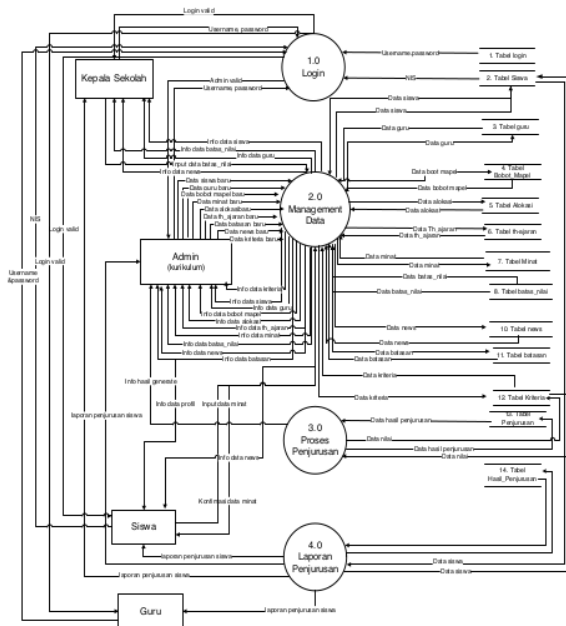 Login valid
Username, password
1.0
Login
Username,password
1. Tabel login
NIS
2. Tabel Siswa
Kepala Sekolah
Admin valid
Username, password
Data siswa
Data siswa
Data guru
3. Tabel guru
Data guru
Info data siswa
Info data batas_nilai
Info data guru
Input data batas_nilai
Info data news
Data siswa baru
Data guru baru
Data bobot mapel baru
Data minat baru
Data alokasi baru
Data th_ajaran baru
Data batasan baru
Data news baru
Data kriteria baru
2.0
Management
Data
Data bobt mapel
4. Tabel
Bobot_Mapel
Data bobot mapel
Data alokasi
5. Tabel Alokasi
Data alokasi
Data Th_ajaran
6. Tabel thajaran
Data th_ajaran
Data minat
7. Tabel Minat
Data minat
Data batas_nilai
Data batas_nilai
8. Tabel batas_nilai
Data news
10. Tabel news
Data news
Data batasan
11. Tabel batasan
Data batasan
Data kriteria
Data kriteria
12. Tabel Kriteria
NIS
Login valid
Login valid
Username
&password
Admin
(kurikulum)
Info data kriteria
Info data siswa
Info data guru
Info data bobot mapel
Info data alokasi
Info data th_ajaran
Info data minat
Info data batas_nilai
Info data news
Info data batasan
Info hasil generate
laporan penjurusan siswa
Info data profil
Input data minat
Info data news
Konfirmasi data minat
3.0
Proses
Penjurusan
Data hasil penjurusan
13. Tabel
Penjurusan
Data nilai
Data hasil penjurusan
Data nilai
14. Tabel
Hasil_Penjurusan
Siswa
4.0
Laporan
Penjurusan
laporan penjurusan siswa
laporan penjurusan siswa
Data siswa
Data siswa
Guru
laporan penjurusan siswa